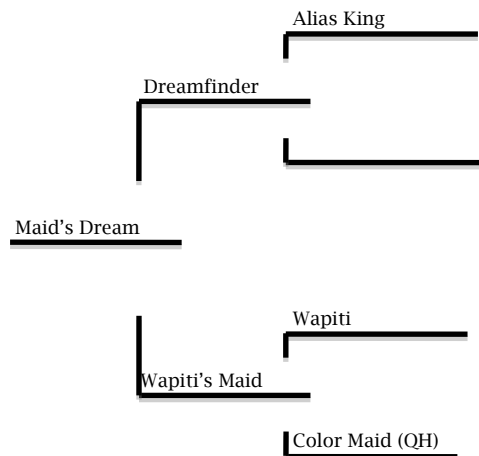 Alias King
Dreamfinder
Maid’s Dream
Wapiti
Wapiti’s Maid
Color Maid (QH)